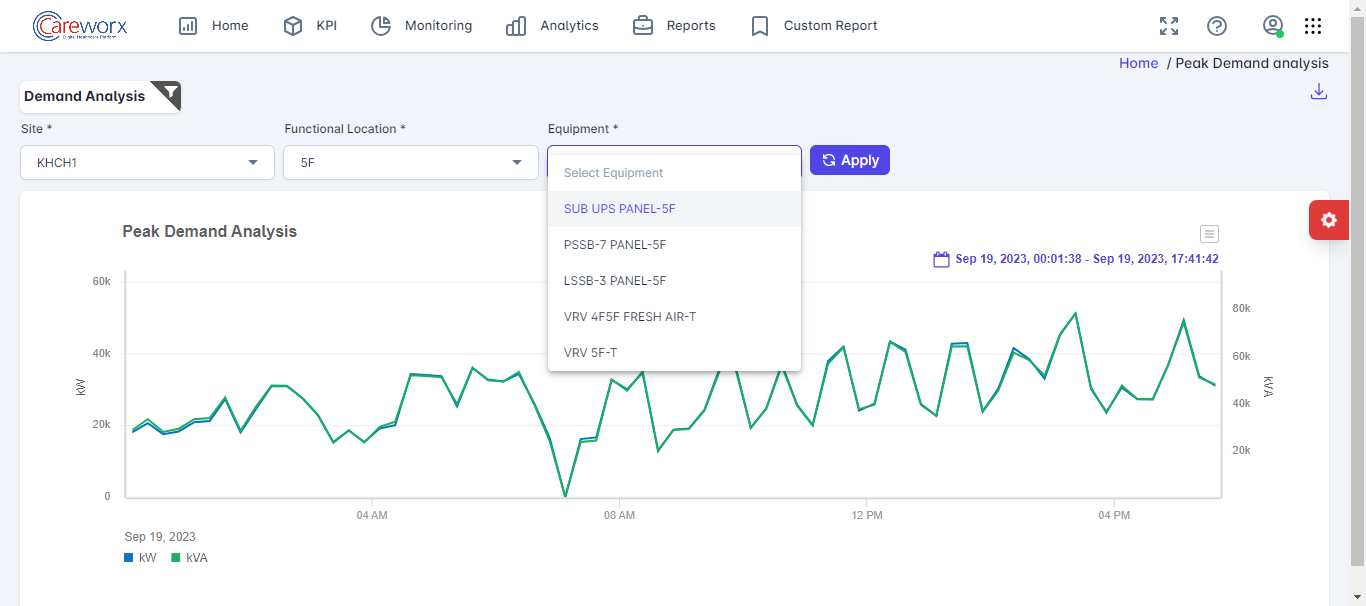 Careworx
Digital Healthcare Platform
Home
KPI
Monitoring
Analytics
Reports
Custom Report
Home / Peak Demand analysis
Demand Analysis
Site *
Functional Location *
Equipment *
KHCH1
5F
Apply
Select Equipment
SUB UPS PANEL-5F
PSSB-7 PANEL-5F
LSSB-3 PANEL-5F
VRV 4F5F FRESH AIR-T
VRV 5F-T
Peak Demand Analysis
Sep 19, 2023, 00:01:38 - Sep 19, 2023, 17:41:42
60k
40k
20k
0
kW
80k
60k
40k
20k
kVA
04 AM
08 AM
12 PM
04 PM
Sep 19, 2023
kW
kVA